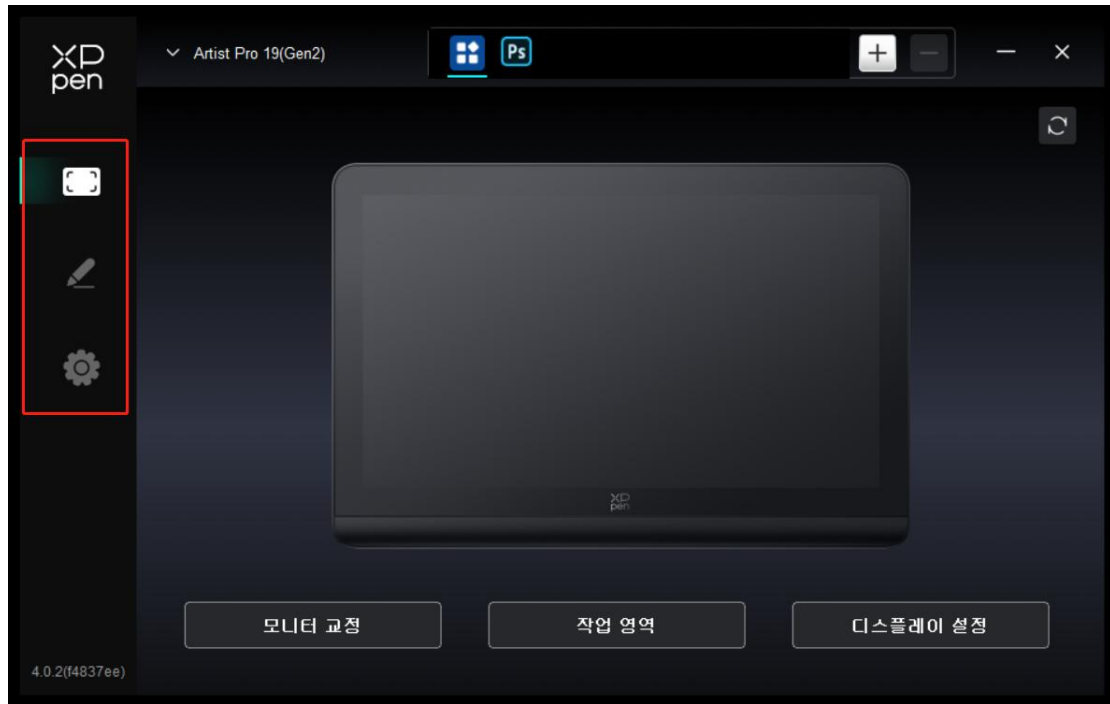 XP
pen
Artist Pro 19(Gen2)
Ps
XP
pen
모니터 교정
작업 영역
디스플레이 설정
4.0.2(f4837ee)